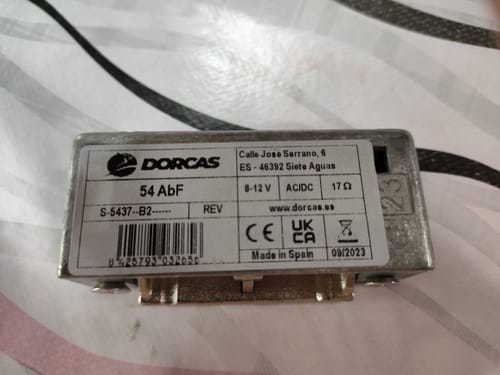 DORCAS
Calle José Serrano, 6
ES - 46392 Siete Aguas
54 AbF
8-12 V
AC/DC
17 Ω
S-5437--B2------
REV
www.dorcas.es
CE
UK
CA
Made in Spain
09/2023
23